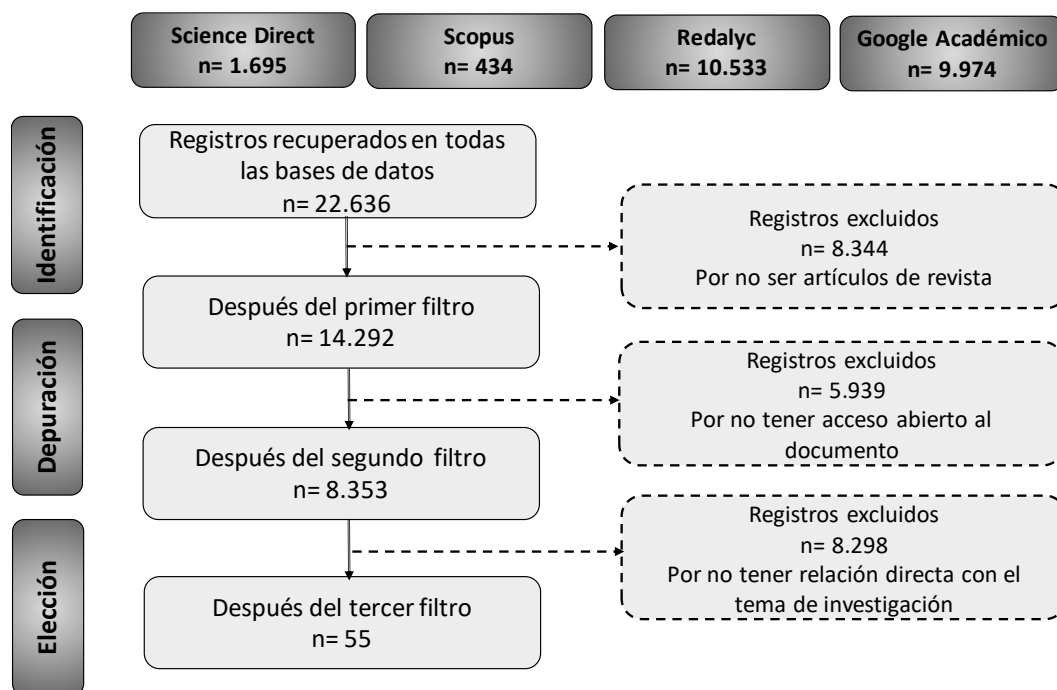 Science Direct
n= 1.695
Scopus
n= 434
Redalyc
n= 10.533
Google Académico
n= 9.974
Identificación
Registros recuperados en todas
las bases de datos
n= 22.636
Registros excluidos
n= 8.344
Por no ser artículos de revista
Después del primer filtro
n= 14.292
Depuración
Registros excluidos
n= 5.939
Por no tener acceso abierto al
documento
Después del segundo filtro
n= 8.353
Elección
Registros excluidos
n= 8.298
Por no tener relación directa con el
tema de investigación
Después del tercer filtro
n= 55